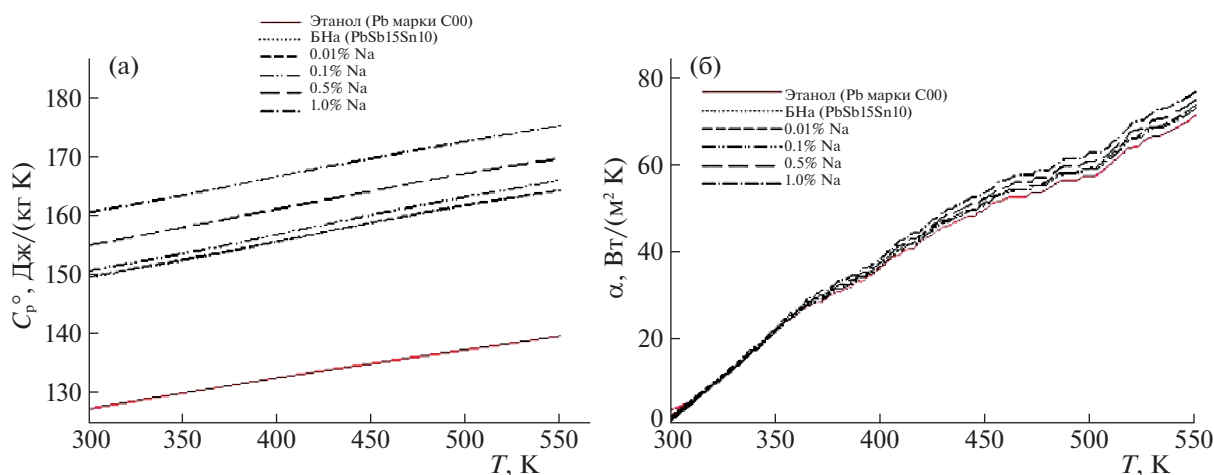 Этанол (Pb марки С00)
БНа (PbSb15Sn10)
0.01% Na
0.1% Na
0.5% Na
1.0% Na
(а)
180
170
160
150
140
130
300
350
400
450
500
550
Cp°, Дж/(кг К)
T, К
(б)
Этанол (Pb марки С00)
БНа (PbSb15Sn10)
0.01% Na
0.1% Na
0.5% Na
1.0% Na
80
60
40
20
0
300
350
400
450
500
550
α, Вт/(м² К)
T, К